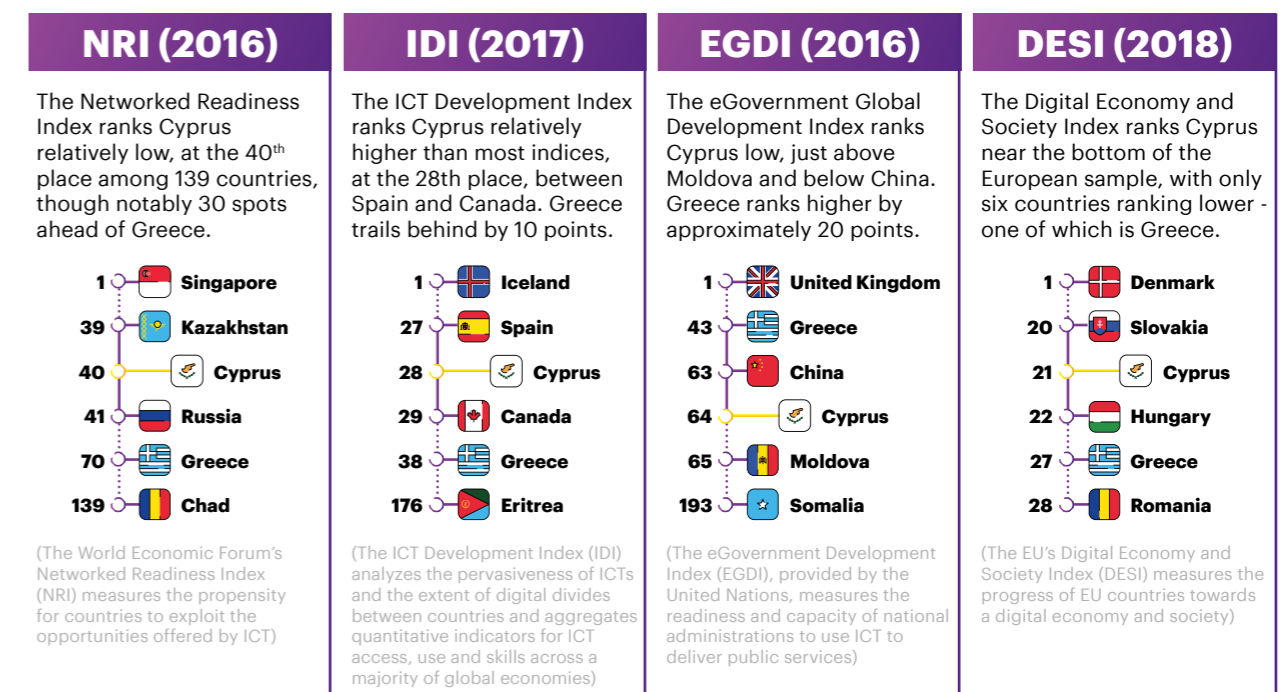 NRI (2016)
The Networked Readiness
Index ranks Cyprus
relatively low, at the 40th
place among 139 countries,
though notably 30 spots
ahead of Greece.
1 Singapore
39 Kazakhstan
40 Cyprus
41 Russia
70 Greece
139 Chad
(The World Economic Forum's
Networked Readiness Index
(NRI) measures the propensity
for countries to exploit the
opportunities offered by ICT)
IDI (2017)
The ICT Development Index
ranks Cyprus relatively
higher than most indices,
at the 28th place, between
Spain and Canada. Greece
trails behind by 10 points.
1 Iceland
27 Spain
28 Cyprus
29 Canada
38 Greece
176 Eritrea
(The ICT Development Index (IDI)
analyzes the pervasiveness of ICTs
and the extent of digital divides
between countries and aggregates
quantitative indicators for ICT
access, use and skills across a
majority of global economies)
EGDI (2016)
The eGovernment Global
Development Index ranks
Cyprus low, just above
Moldova and below China.
Greece ranks higher by
approximately 20 points.
1 United Kingdom
43 Greece
63 China
64 Cyprus
65 Moldova
193 Somalia
(The eGovernment Development
Index (EGDI), provided by the
United Nations, measures the
readiness and capacity of national
administrations to use ICT to
deliver public services)
DESI (2018)
The Digital Economy and
Society Index ranks Cyprus
near the bottom of the
European sample, with only
six countries ranking lower -
one of which is Greece.
1 Denmark
20 Slovakia
21 Cyprus
22 Hungary
27 Greece
28 Romania
(The EU's Digital Economy and
Society Index (DESI) measures the
progress of EU countries towards
a digital economy and society)